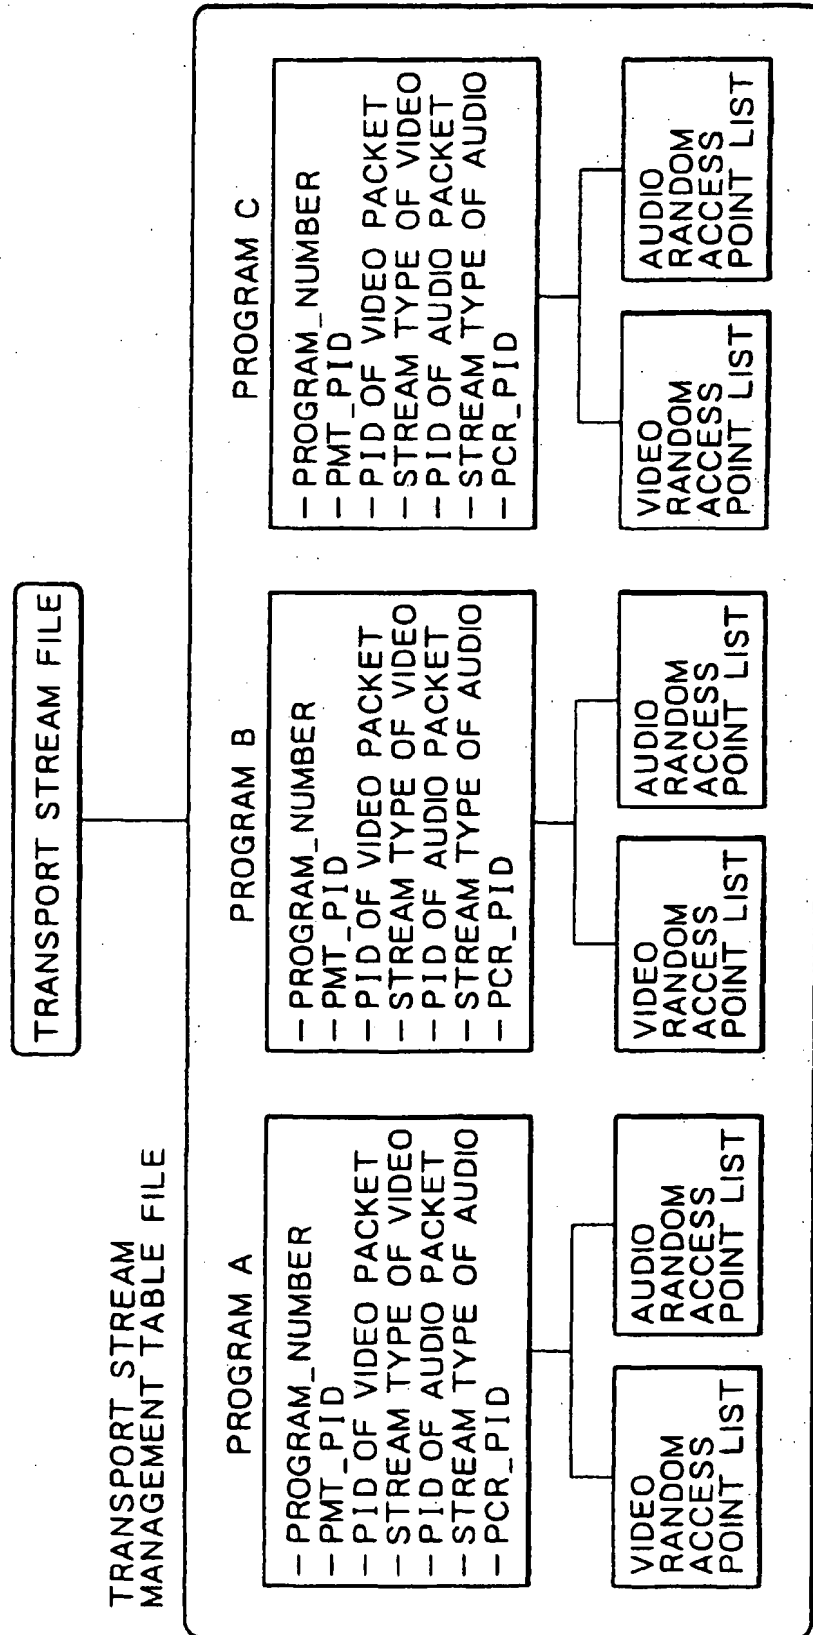 TRANSPORT STREAM FILE
TRANSPORT STREAM
MANAGEMENT TABLE FILE
PROGRAM A
– PROGRAM_NUMBER
– PMT_PID
– PID OF VIDEO PACKET
– STREAM TYPE OF VIDEO
– PID OF AUDIO PACKET
– STREAM TYPE OF AUDIO
– PCR_PID
VIDEO
RANDOM
ACCESS
POINT LIST
AUDIO
RANDOM
ACCESS
POINT LIST
PROGRAM B
– PROGRAM_NUMBER
– PMT_PID
– PID OF VIDEO PACKET
– STREAM TYPE OF VIDEO
– PID OF AUDIO PACKET
– STREAM TYPE OF AUDIO
– PCR_PID
VIDEO
RANDOM
ACCESS
POINT LIST
AUDIO
RANDOM
ACCESS
POINT LIST
PROGRAM C
– PROGRAM_NUMBER
– PMT_PID
– PID OF VIDEO PACKET
– STREAM TYPE OF VIDEO
– PID OF AUDIO PACKET
– STREAM TYPE OF AUDIO
– PCR_PID
VIDEO
RANDOM
ACCESS
POINT LIST
AUDIO
RANDOM
ACCESS
POINT LIST